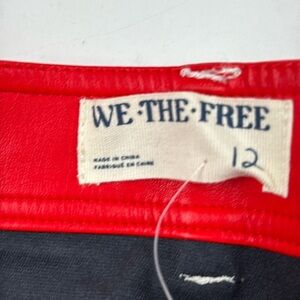 WE·THE·FREE
MADE IN CHINA
FABRIQUÉ EN CHINE
12